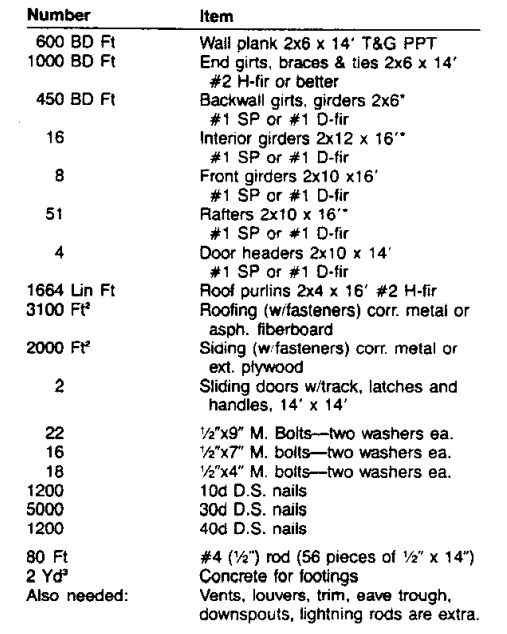 Number Item
600 BD Ft Wall plank 2x6 x 14' T&G PPT
1000 BD Ft End girts, braces & ties 2x6 x 14'
#2 H-fir or better
450 BD Ft Backwall girts, girders 2x6*
#1 SP or #1 D-fir
16 Interior girders 2x12 x 16'*
#1 SP or #1 D-fir
8 Front girders 2x10 x16'
#1 SP or #1 D-fir
51 Rafters 2x10 x 16'*
#1 SP or #1 D-fir
4 Door headers 2x10 x 14'
#1 SP or #1 D-fir
1664 Lin Ft Roof purlins 2x4 x 16' #2 H-fir
3100 Ft² Roofing (w/fasteners) corr. metal or
asph. fiberboard
2000 Ft² Siding (w/fasteners) corr. metal or
ext. plywood
2 Sliding doors w/track, latches and
handles, 14' x 14'
22 ½"x9" M. Bolts—two washers ea.
16 ½"x7" M. bolts—two washers ea.
18 ½"x4" M. bolts—two washers ea.
1200 10d D.S. nails
5000 30d D.S. nails
1200 40d D.S. nails
80 Ft #4 (½") rod (56 pieces of ½" x 14")
2 Yd³ Concrete for footings
Also needed: Vents, louvers, trim, eave trough,
downspouts, lightning rods are extra.